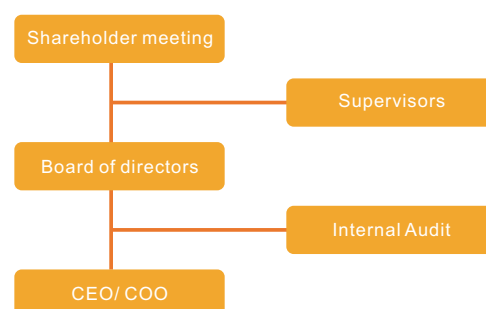 Shareholder meeting
Supervisors
Board of directors
Internal Audit
CEO/ COO